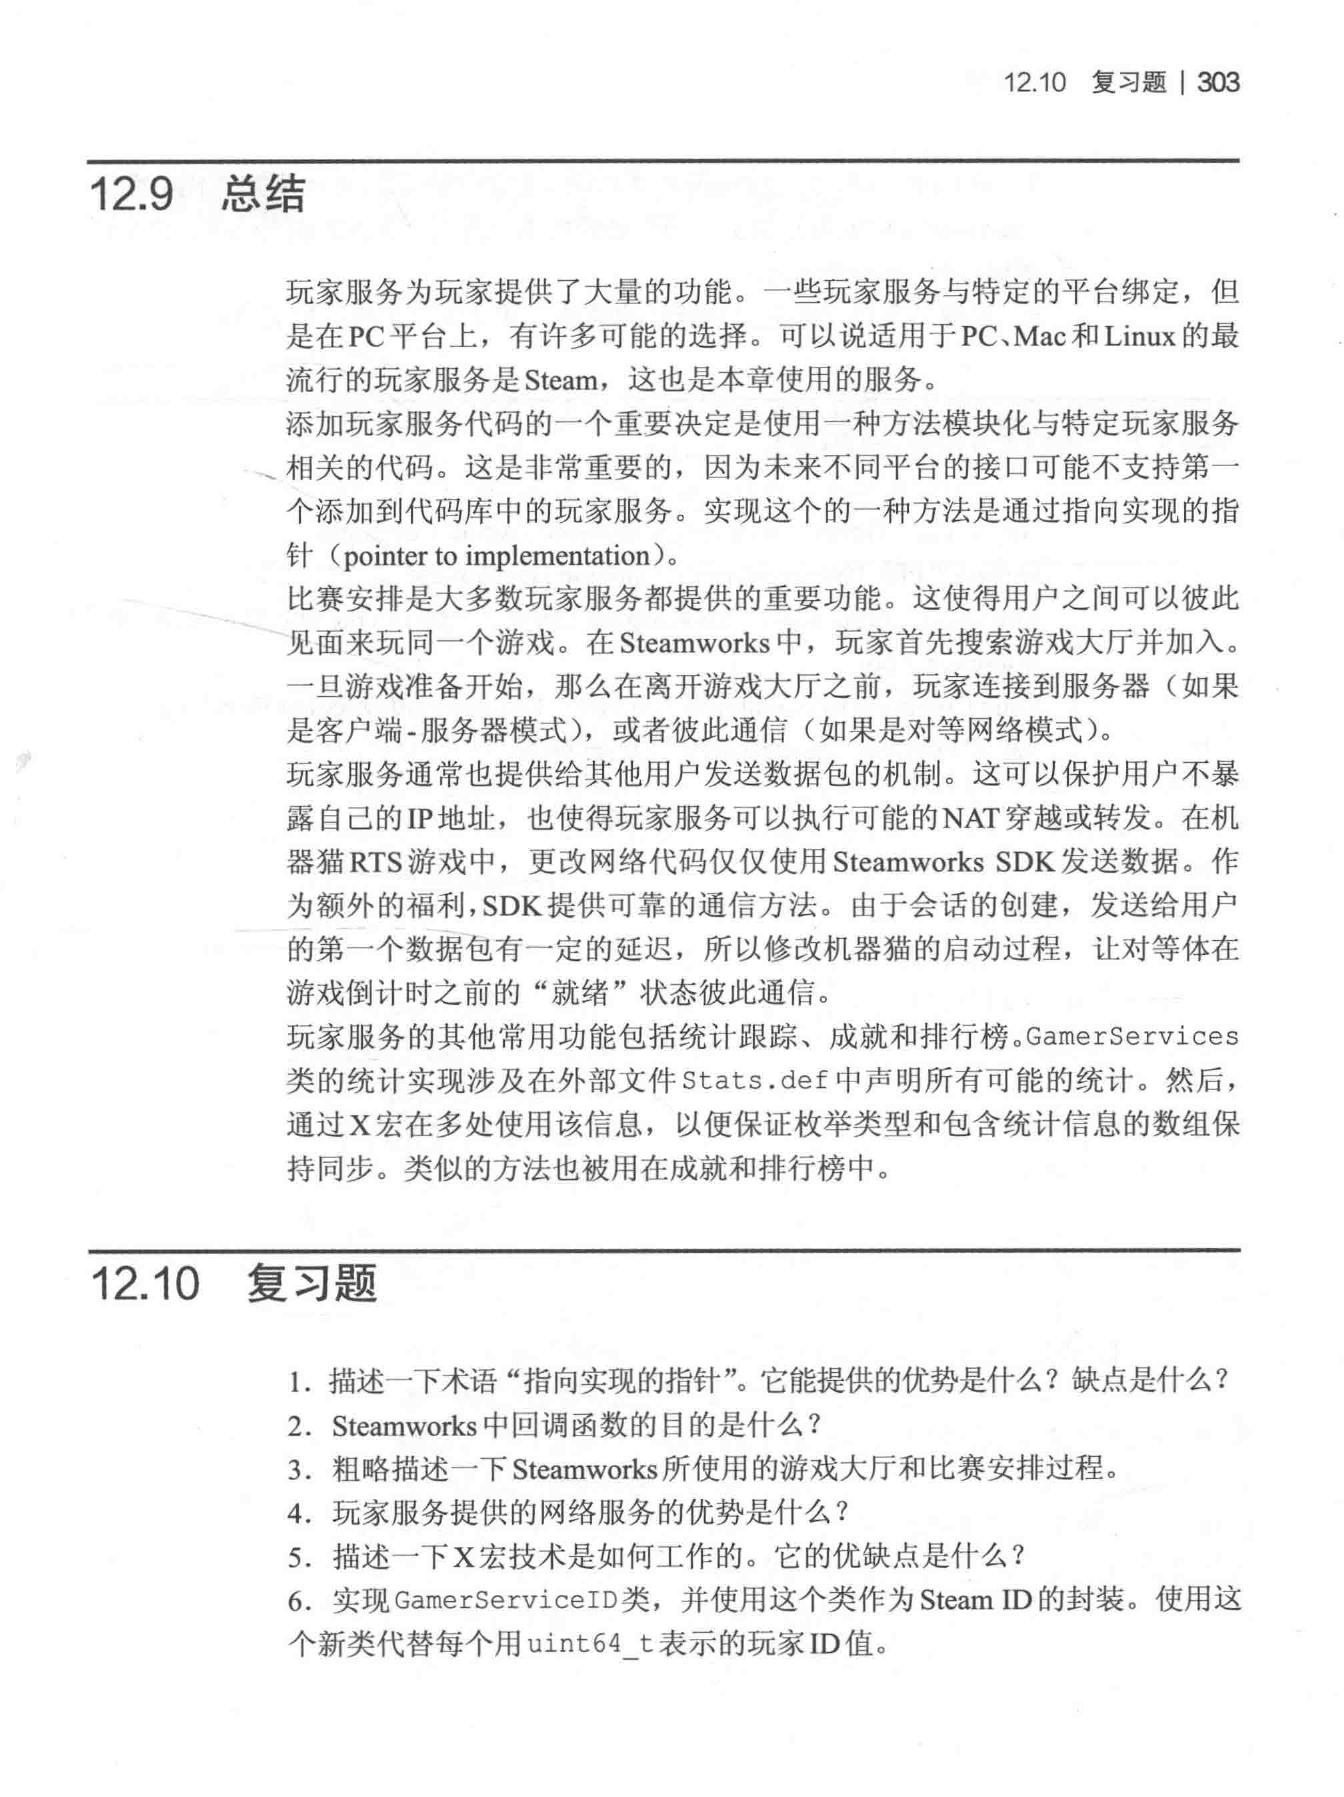 12.10 复习题 | 303
12.9 总结
玩家服务为玩家提供了大量的功能。一些玩家服务与特定的平台绑定，但
是在PC平台上，有许多可能的选择。可以说适用于PC、Mac和Linux的最
流行的玩家服务是Steam，这也是本章使用的服务。
添加玩家服务代码的一个重要决定是使用一种方法模块化与特定玩家服务
相关的代码。这是非常重要的，因为未来不同平台的接口可能不支持第一
个添加到代码库中的玩家服务。实现这个的一种方法是通过指向实现的指
针（pointer to implementation）。
比赛安排是大多数玩家服务都提供的重要功能。这使得用户之间可以彼此
见面来玩同一个游戏。在Steamworks中，玩家首先搜索游戏大厅并加入。
一旦游戏准备开始，那么在离开游戏大厅之前，玩家连接到服务器（如果
是客户端-服务器模式），或者彼此通信（如果是对等网络模式）。
玩家服务通常也提供给其他用户发送数据包的机制。这可以保护用户不暴
露自己的IP地址，也使得玩家服务可以执行可能的NAT穿越或转发。在机
器猫RTS游戏中，更改网络代码仅仅使用Steamworks SDK发送数据。作
为额外的福利，SDK提供可靠的通信方法。由于会话的创建，发送给用户
的第一个数据包有一定的延迟，所以修改机器猫的启动过程，让对等体在
游戏倒计时之前的“就绪”状态彼此通信。
玩家服务的其他常用功能包括统计跟踪、成就和排行榜。GamerServices
类的统计实现涉及在外部文件Stats.def中声明所有可能的统计。然后，
通过X宏在多处使用该信息，以便保证枚举类型和包含统计信息的数组保
持同步。类似的方法也被用在成就和排行榜中。
12.10 复习题
1. 描述一下术语“指向实现的指针”。它能提供的优势是什么？缺点是什么？
2. Steamworks中回调函数的目的是什么？
3. 粗略描述一下Steamworks所使用的游戏大厅和比赛安排过程。
4. 玩家服务提供的网络服务的优势是什么？
5. 描述一下X宏技术是如何工作的。它的优缺点是什么？
6. 实现GamerServiceID类，并使用这个类作为Steam ID的封装。使用这
个新类代替每个用uint64_t表示的玩家ID值。